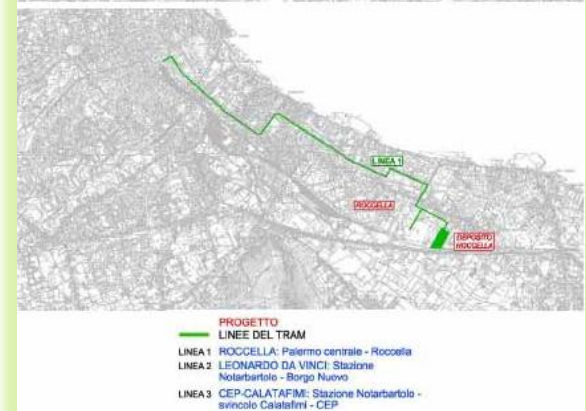 LINEA 1
ROCCELLA
DEPOSITO
ROCCELLA
PROGETTO
LINEE DEL TRAM
LINEA 1 ROCCELLA: Palermo centrale - Roccella
LINEA 2 LEONARDO DA VINCI: Stazione
Notarbartolo - Borgo Nuovo
LINEA 3 CEP-CALATAFIMI: Stazione Notarbartolo -
svincolo Calatafimi - CEP